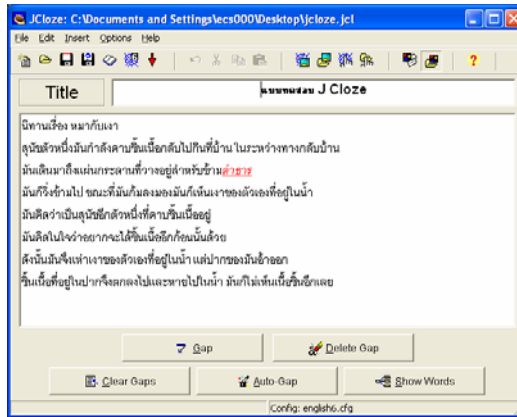 JCloze: C:\Documents and Settings\ecs000\Desktop\jcloze.jcl
File Edit Insert Options Help
Title แบบทดสอบ J Cloze
นิทานเรื่อง หมากับเงา
สุนัขตัวหนึ่งมันกำลังคาบชิ้นเนื้อกลับไปกินที่บ้าน ในระหว่างทางกลับบ้าน
มันเดินมาถึงแผ่นกระดานที่วางอยู่สำหรับข้ามลำธาร
มันก็วิ่งข้ามไป ขณะที่มันก้มลงมองมันก็เห็นเงาของตัวเองที่อยู่ในน้ำ
มันคิดว่าเป็นสุนัขอีกตัวหนึ่งที่คาบชิ้นเนื้ออยู่
มันคิดในใจว่าอยากจะได้ชิ้นเนื้ออีกก้อนนั้นด้วย
ดังนั้นมันจึงเห่าเงาของตัวเองที่อยู่ในน้ำ แต่ปากของมันอ้าออก
ชิ้นเนื้อที่อยู่ในปากจึงตกลงไปและหายไปในน้ำ มันก็ไม่เห็นเนื้อชิ้นอีกเลย
Gap Delete Gap
Clear Gaps Auto-Gap Show Words
Config: english6.cfg